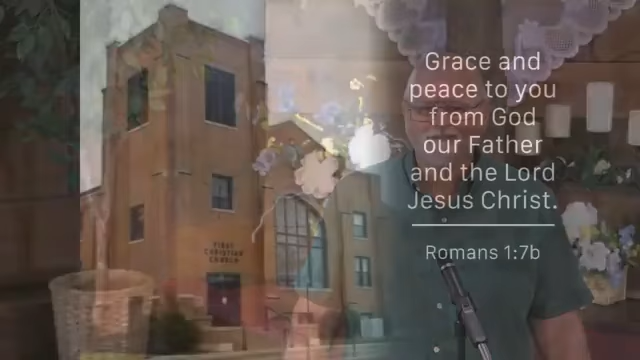 Grace and
peace to you
from God
our Father
and the Lord
Jesus Christ.
Romans 1:7b
FIRST
CHRISTIAN
CHURCH